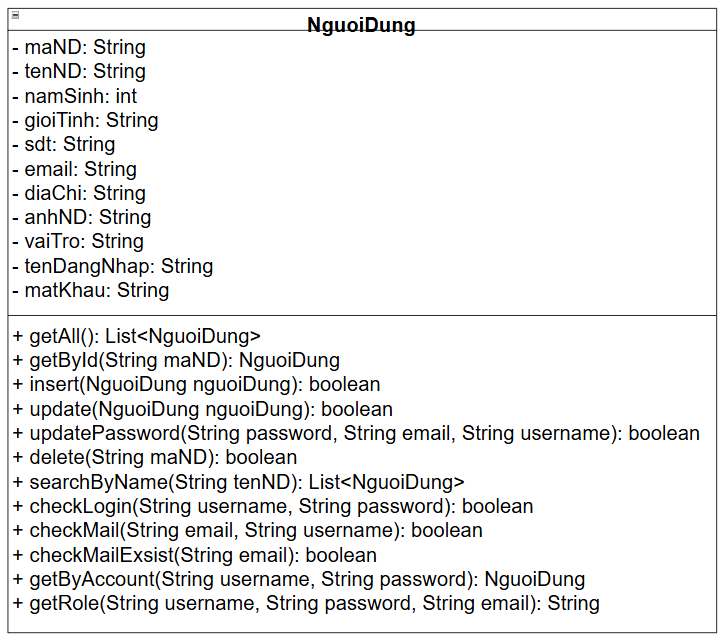 NguoiDung
- maND: String
- tenND: String
- namSinh: int
- gioiTinh: String
- sdt: String
- email: String
- diaChi: String
- anhND: String
- vaiTro: String
- tenDangNhap: String
- matKhau: String
+ getAll(): List<NguoiDung>
+ getById(String maND): NguoiDung
+ insert(NguoiDung nguoiDung): boolean
+ update(NguoiDung nguoiDung): boolean
+ updatePassword(String password, String email, String username): boolean
+ delete(String maND): boolean
+ searchByName(String tenND): List<NguoiDung>
+ checkLogin(String username, String password): boolean
+ checkMail(String email, String username): boolean
+ checkMailExsist(String email): boolean
+ getByAccount(String username, String password): NguoiDung
+ getRole(String username, String password, String email): String